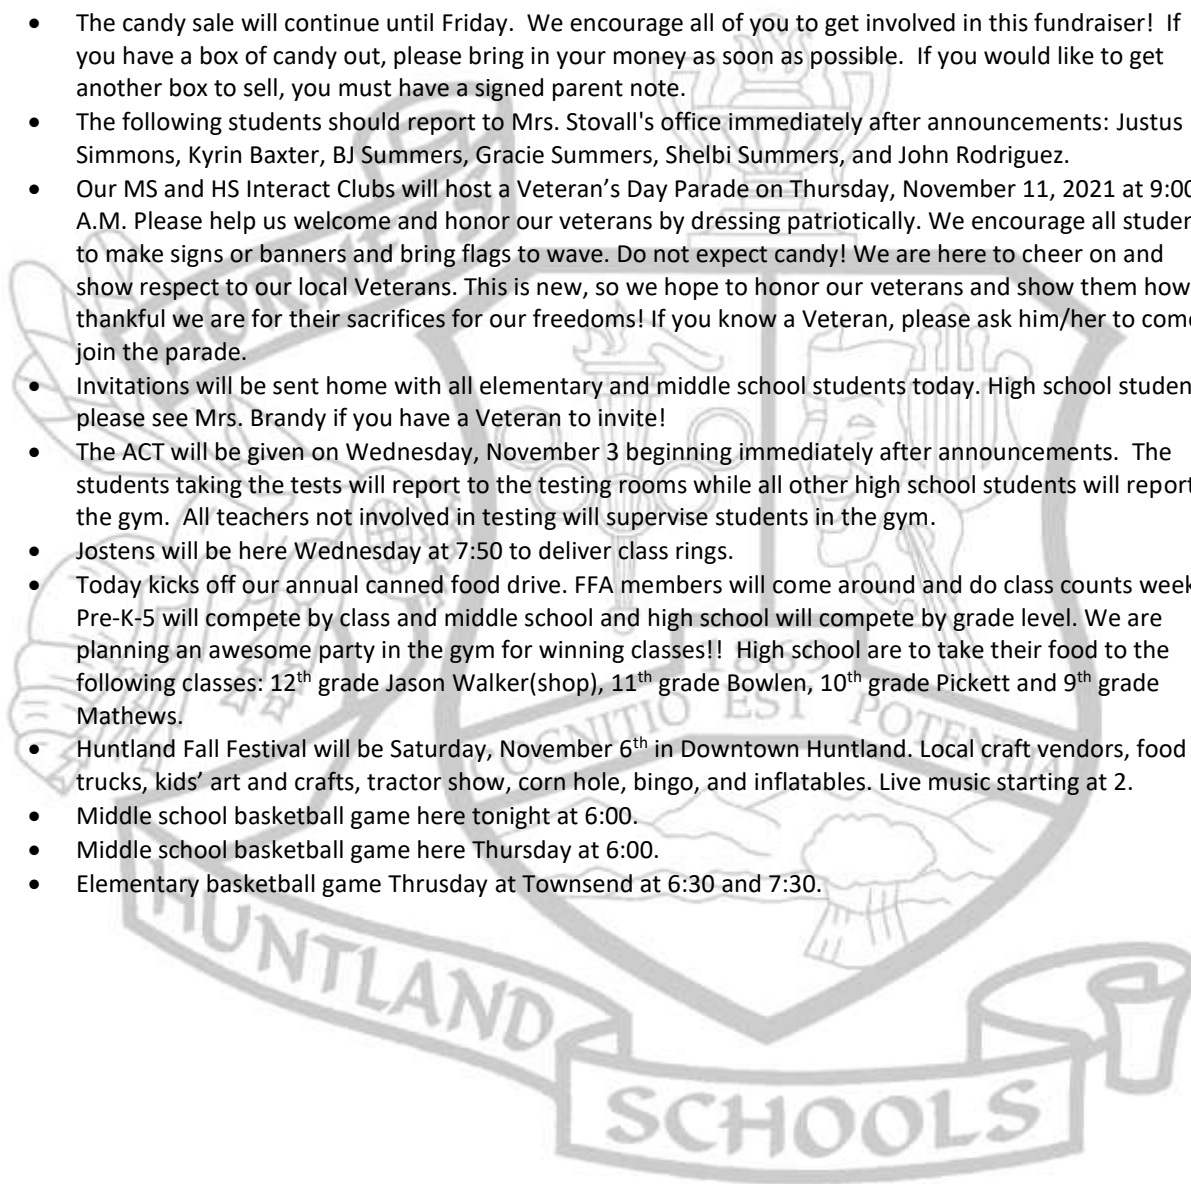 • The candy sale will continue until Friday.  We encourage all of you to get involved in this fundraiser!  If
you have a box of candy out, please bring in your money as soon as possible.  If you would like to get
another box to sell, you must have a signed parent note.
• The following students should report to Mrs. Stovall's office immediately after announcements: Justus
Simmons, Kyrin Baxter, BJ Summers, Gracie Summers, Shelbi Summers, and John Rodriguez.
• Our MS and HS Interact Clubs will host a Veteran’s Day Parade on Thursday, November 11, 2021 at 9:00
A.M. Please help us welcome and honor our veterans by dressing patriotically. We encourage all studen
to make signs or banners and bring flags to wave. Do not expect candy! We are here to cheer on and
show respect to our local Veterans. This is new, so we hope to honor our veterans and show them how
thankful we are for their sacrifices for our freedoms! If you know a Veteran, please ask him/her to come
join the parade.
• Invitations will be sent home with all elementary and middle school students today. High school studen
please see Mrs. Brandy if you have a Veteran to invite!
• The ACT will be given on Wednesday, November 3 beginning immediately after announcements.  The
students taking the tests will report to the testing rooms while all other high school students will report
the gym.  All teachers not involved in testing will supervise students in the gym.
• Jostens will be here Wednesday at 7:50 to deliver class rings.
• Today kicks off our annual canned food drive. FFA members will come around and do class counts week
Pre-K-5 will compete by class and middle school and high school will compete by grade level. We are
planning an awesome party in the gym for winning classes!!  High school are to take their food to the
following classes: 12th grade Jason Walker(shop), 11th grade Bowlen, 10th grade Pickett and 9th grade
Mathews.
• Huntland Fall Festival will be Saturday, November 6th in Downtown Huntland. Local craft vendors, food
trucks, kids’ art and crafts, tractor show, corn hole, bingo, and inflatables. Live music starting at 2.
• Middle school basketball game here tonight at 6:00.
• Middle school basketball game here Thursday at 6:00.
• Elementary basketball game Thrusday at Townsend at 6:30 and 7:30.
HORNETS
1869
COGNITIO EST POTENTIA
HUNTLAND
SCHOOLS